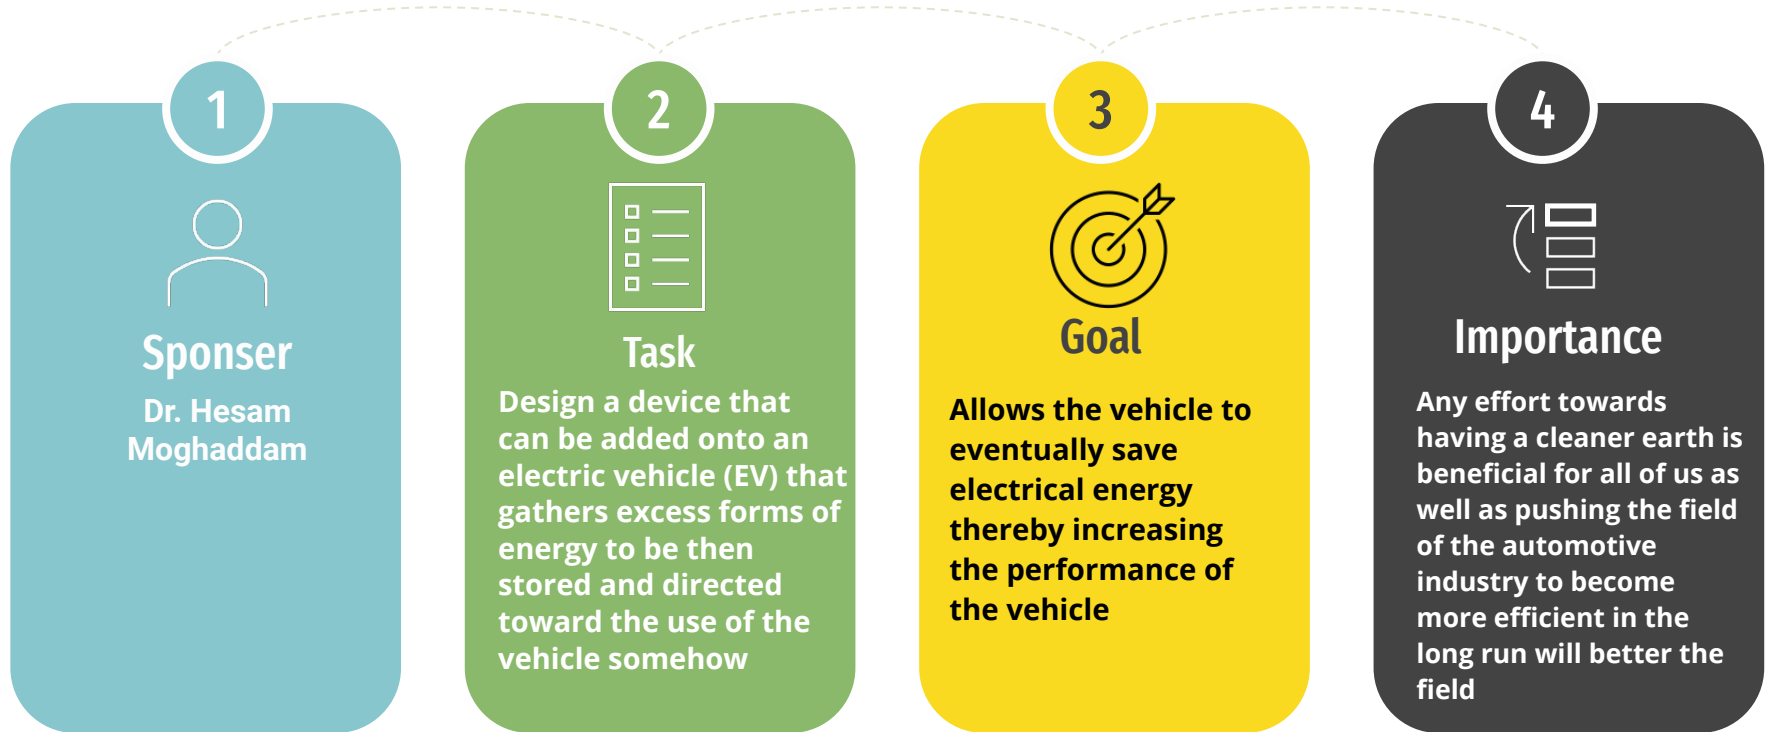 1
Sponser
Dr. Hesam
Moghaddam
2
Task
Design a device that
can be added onto an
electric vehicle (EV) that
gathers excess forms of
energy to be then
stored and directed
toward the use of the
vehicle somehow
3
Goal
Allows the vehicle to
eventually save
electrical energy
thereby increasing
the performance of
the vehicle
4
Importance
Any effort towards
having a cleaner earth is
beneficial for all of us as
well as pushing the field
of the automotive
industry to become
more efficient in the
long run will better the
field